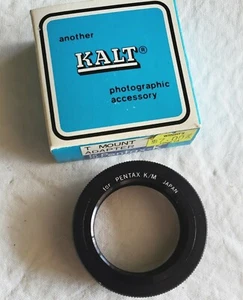 another
KALT®
photographic
accessory
T MOUNT
ADAPTER
for PENTAX K/M JAPAN